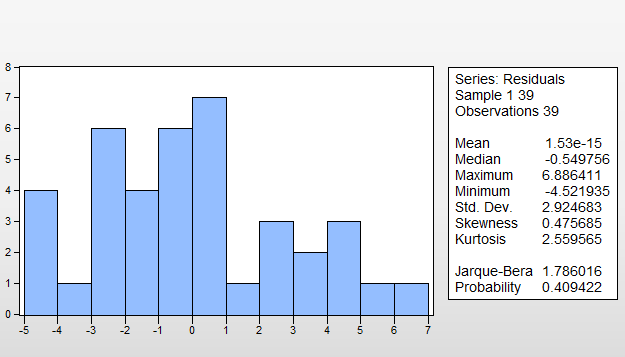 8
7
6
5
4
3
2
1
0
-5 -4 -3 -2 -1 0 1 2 3 4 5 6 7
Series: Residuals
Sample 1 39
Observations 39
Mean 1.53e-15
Median -0.549756
Maximum 6.886411
Minimum -4.521935
Std. Dev. 2.924683
Skewness 0.475685
Kurtosis 2.559565
Jarque-Bera 1.786016
Probability 0.409422